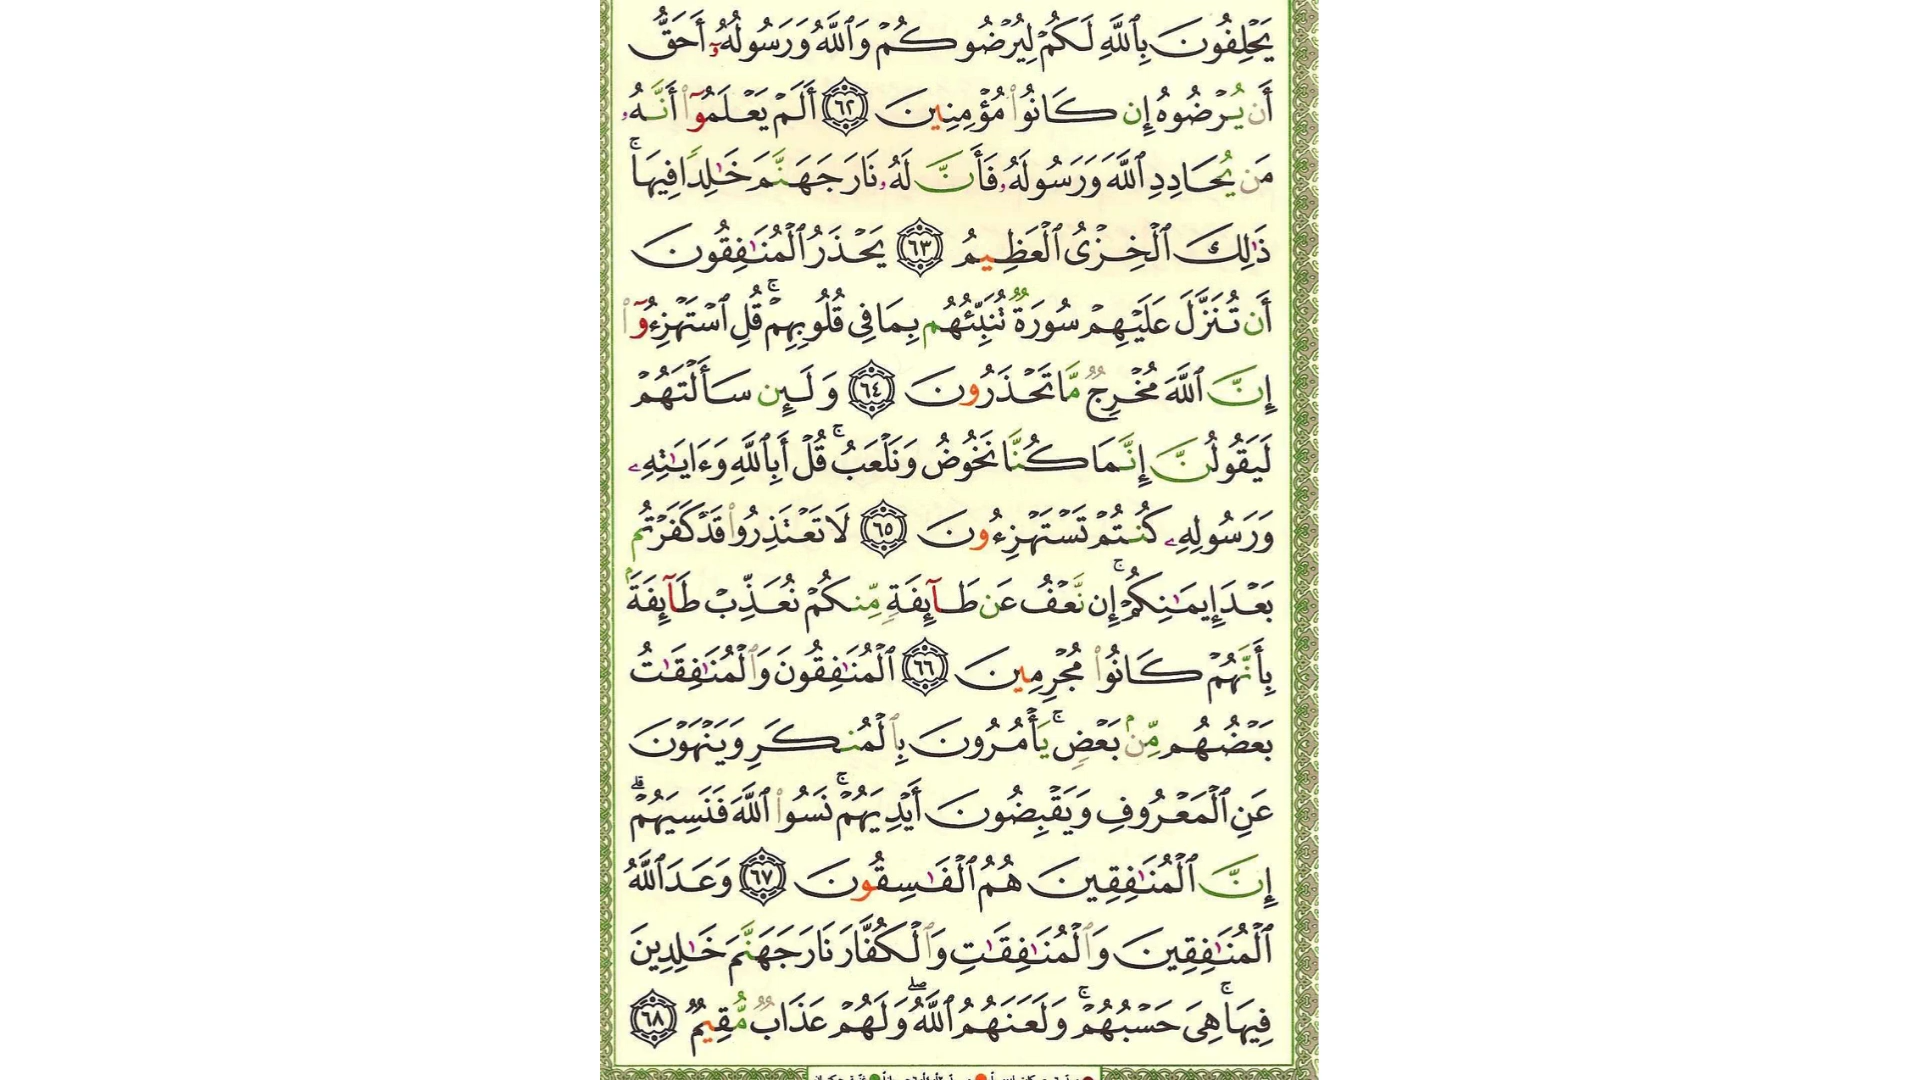 يَحْلِفُونَ بِٱللَّهِ لَكُمْ لِيُرْضُوكُمْ وَٱللَّهُ وَرَسُولُهُۥٓ أَحَقُّ
أَن يُرْضُوهُ إِن كَانُوا۟ مُؤْمِنِينَ ٦٢ أَلَمْ يَعْلَمُوٓا۟ أَنَّهُۥ
مَن يُحَادِدِ ٱللَّهَ وَرَسُولَهُۥ فَأَنَّ لَهُۥ نَارَ جَهَنَّمَ خَـٰلِدًا فِيهَا ۚ
ذَٰلِكَ ٱلْخِزْىُ ٱلْعَظِيمُ ٦٣ يَحْذَرُ ٱلْمُنَـٰفِقُونَ
أَن تُنَزَّلَ عَلَيْهِمْ سُورَةٌ تُنَبِّئُهُم بِمَا فِى قُلُوبِهِمْ ۚ قُلِ ٱسْتَهْزِءُوٓا۟
إِنَّ ٱللَّهَ مُخْرِجٌ مَّا تَحْذَرُونَ ٦٤ وَلَئِن سَأَلْتَهُمْ
لَيَقُولُنَّ إِنَّمَا كُنَّا نَخُوضُ وَنَلْعَبُ ۚ قُلْ أَبِٱللَّهِ وَءَايَـٰتِهِۦ
وَرَسُولِهِۦ كُنتُمْ تَسْتَهْزِءُونَ ٦٥ لَا تَعْتَذِرُوا۟ قَدْ كَفَرْتُم
بَعْدَ إِيمَـٰنِكُمْ ۚ إِن نَّعْفُ عَن طَآئِفَةٍ مِّنكُمْ نُعَذِّبْ طَآئِفَةًۢ
بِأَنَّهُمْ كَانُوا۟ مُجْرِمِينَ ٦٦ ٱلْمُنَـٰفِقُونَ وَٱلْمُنَـٰفِقَـٰتُ
بَعْضُهُم مِّنۢ بَعْضٍ ۚ يَأْمُرُونَ بِٱلْمُنكَرِ وَيَنْهَوْنَ
عَنِ ٱلْمَعْرُوفِ وَيَقْبِضُونَ أَيْدِيَهُمْ ۚ نَسُوا۟ ٱللَّهَ فَنَسِيَهُمْ ۗ
إِنَّ ٱلْمُنَـٰفِقِينَ هُمُ ٱلْفَـٰسِقُونَ ٦٧ وَعَدَ ٱللَّهُ
ٱلْمُنَـٰفِقِينَ وَٱلْمُنَـٰفِقَـٰتِ وَٱلْكُفَّارَ نَارَ جَهَنَّمَ خَـٰلِدِينَ
فِيهَا ۚ هِىَ حَسْبُهُمْ ۚ وَلَعَنَهُمُ ٱللَّهُ ۖ وَلَهُمْ عَذَابٌ مُّقِيمٌ ٦٨